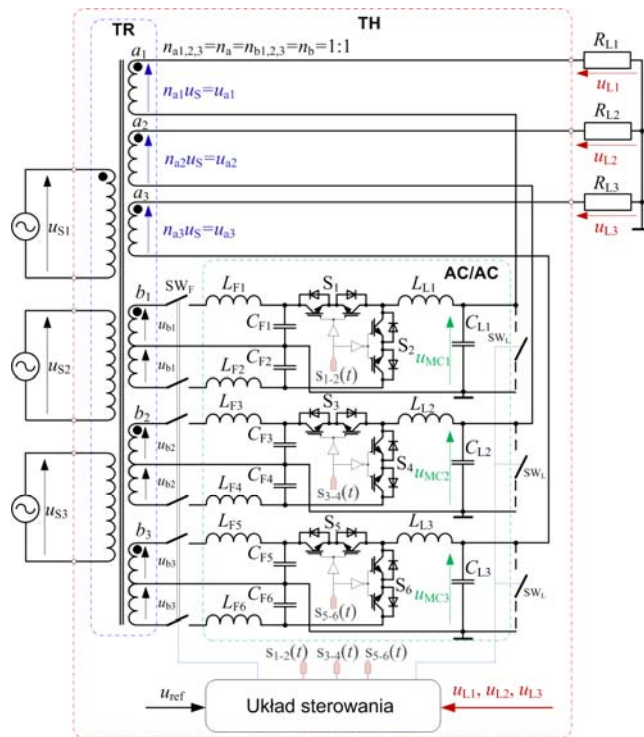 TH
TR
a1 na1,2,3=na=nb1,2,3=nb=1:1
RL1
na1uS=ua1
uL1
a2
RL2
na2uS=ua2
uL2
a3
RL3
na3uS=ua3
uL3
uS1
AC/AC
b1 SWF LF1 S1 LL1
ub1 CF1 CL1
S2 uMC1 SWL
ub1 CF2
LF2 s1-2(t)
uS2
b2 LF3 S3 LL2
ub2 CF3 CL2
S4 uMC2 SWL
ub2 CF4
LF4 s3-4(t)
uS3
b3 LF5 S5 LL3
ub3 CF5 CL3
S6 uMC3 SWL
ub3 CF6
LF6 s5-6(t)
s1-2(t) s3-4(t) s5-6(t)
uref Układ sterowania uL1, uL2, uL3